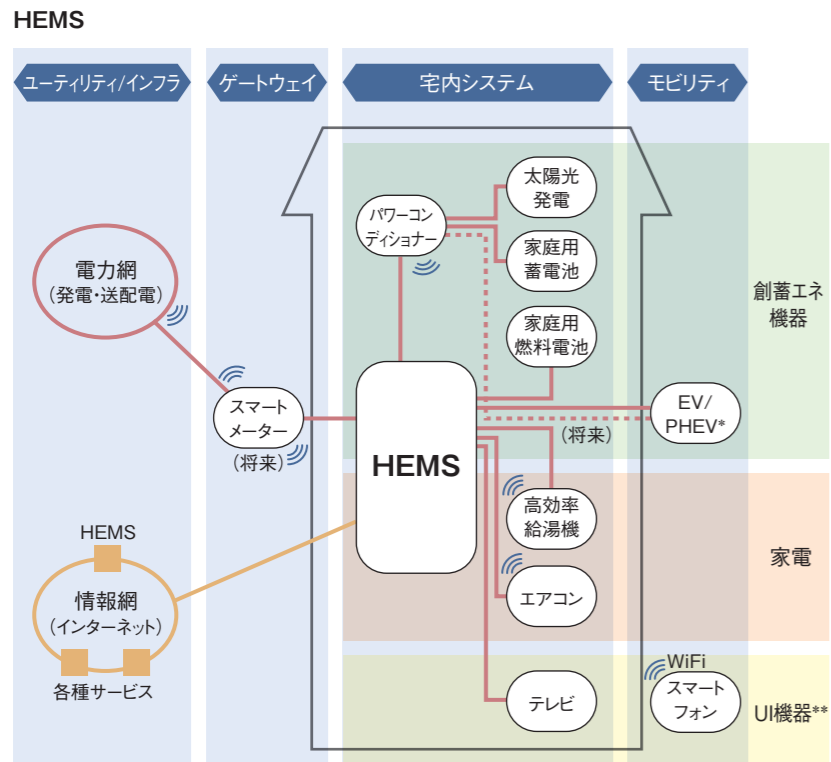 HEMS
ユーティリティ/インフラ
ゲートウェイ
宅内システム
モビリティ
太陽光
発電
パワーコン
ディショナー
家庭用
蓄電池
電力網
(発電・送配電)
創蓄エネ
機器
家庭用
燃料電池
スマート
メーター
(将来)
HEMS
(将来)
EV/
PHEV*
高効率
給湯機
HEMS
家電
情報網
(インターネット)
エアコン
各種サービス
WiFi
テレビ
スマート
フォン
UI機器**